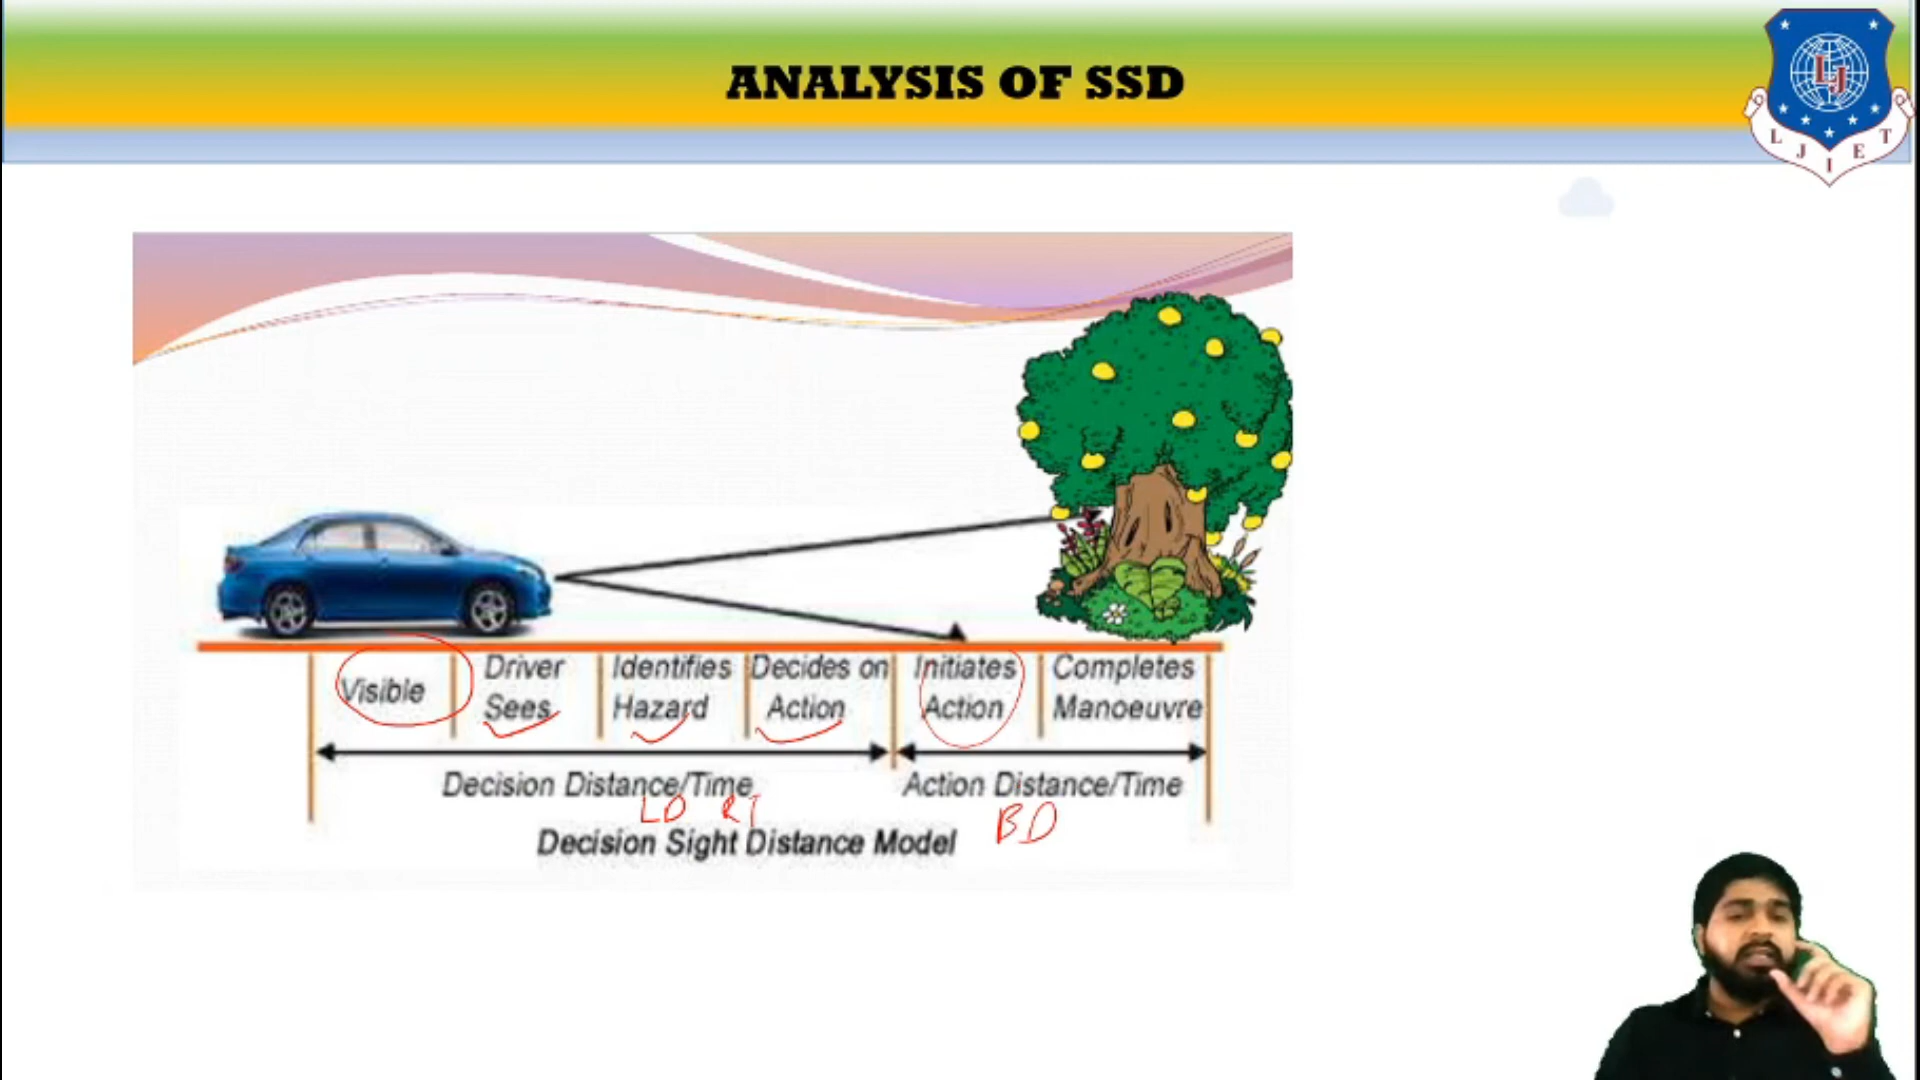 ANALYSIS OF SSD
LJ
L J I E T
Visible
Driver Sees
Identifies Hazard
Decides on Action
Initiates Action
Completes Manoeuvre
Decision Distance/Time
Action Distance/Time
LD RT
BD
Decision Sight Distance Model